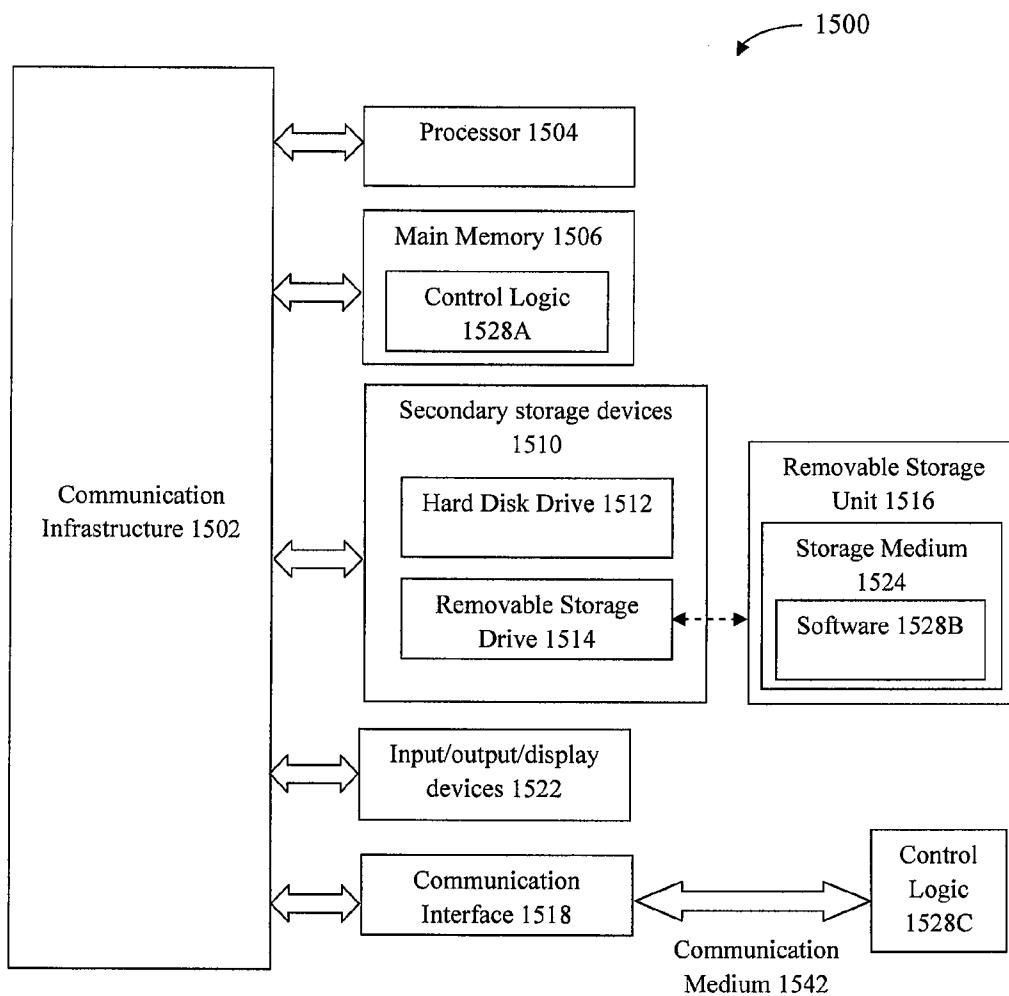 1500
Processor 1504
Main Memory 1506
Control Logic
1528A
Secondary storage devices
1510
Hard Disk Drive 1512
Removable Storage
Drive 1514
Removable Storage
Unit 1516
Storage Medium
1524
Software 1528B
Communication
Infrastructure 1502
Input/output/display
devices 1522
Communication
Interface 1518
Control
Logic
1528C
Communication
Medium 1542